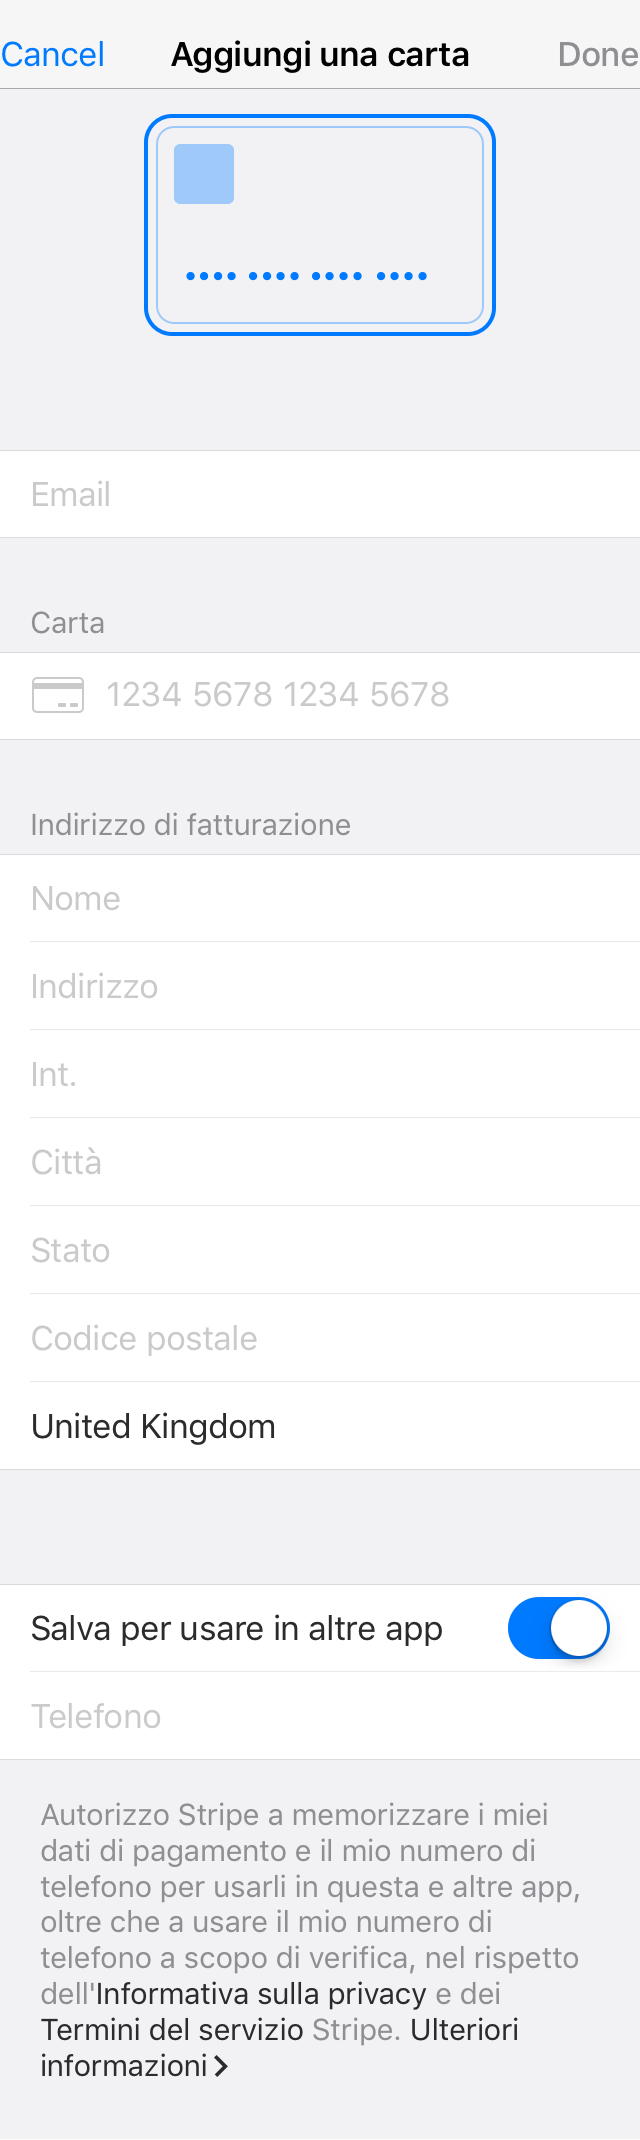 Cancel Aggiungi una carta Done
•••• •••• •••• ••••
Email
Carta
1234 5678 1234 5678
Indirizzo di fatturazione
Nome
Indirizzo
Int.
Città
Stato
Codice postale
United Kingdom
Salva per usare in altre app
Telefono
Autorizzo Stripe a memorizzare i miei
dati di pagamento e il mio numero di
telefono per usarli in questa e altre app,
oltre che a usare il mio numero di
telefono a scopo di verifica, nel rispetto
dell'Informativa sulla privacy e dei
Termini del servizio Stripe. Ulteriori
informazioni